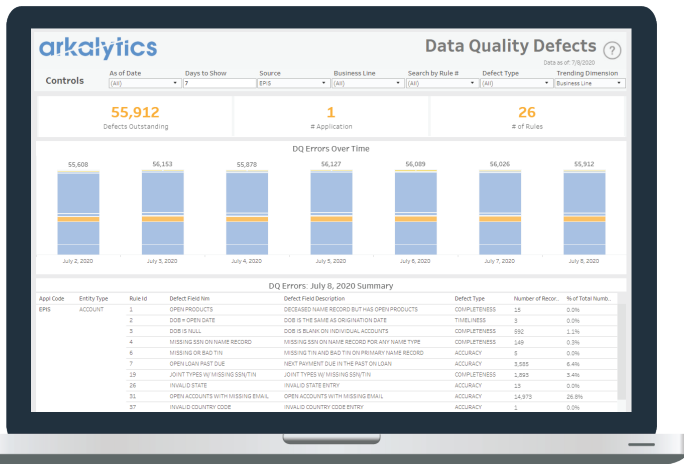 arkalytics
Data Quality Defects ?
Data as of: 7/8/2020
Controls
As of Date Days to Show Source Business Line Search by Rule # Defect Type Trending Dimension
(All) 7 EPIS (All) (All) (All) Business Line
55,912 1 26
Defects Outstanding # Application # of Rules
DQ Errors Over Time
55,608 56,153 55,878 56,127 56,089 56,026 55,912
July 2, 2020 July 3, 2020 July 4, 2020 July 5, 2020 July 6, 2020 July 7, 2020 July 8, 2020
DQ Errors: July 8, 2020 Summary
Appl Code Entity Type Rule Id Defect Field Nm Defect Field Description Defect Type Number of Recor.. % of Total Numb..
EPIS ACCOUNT 1 OPEN PRODUCTS DECEASED NAME RECORD BUT HAS OPEN PRODUCTS COMPLETENESS 0.0%
2 DOB = OPEN DATE DOB IS THE SAME AS ORIGINATION DATE TIMELINESS 0.0%
3 DOB IS NULL DOB IS BLANK ON INDIVIDUAL ACCOUNTS COMPLETENESS 1.1%
4 MISSING SSN ON NAME RECORD MISSING SSN ON NAME RECORD FOR ANY NAME TYPE COMPLETENESS 0.3%
6 MISSING OR BAD TIN MISSING TIN AND BAD TIN ON PRIMARY NAME RECORD ACCURACY 0.0%
7 OPEN LOAN PAST DUE NEXT PAYMENT DUE IN THE PAST ON LOAN ACCURACY 6.4%
19 JOINT TYPES W/ MISSING SSN/TIN JOINT TYPES W/ MISSING SSN/TIN COMPLETENESS 1,893 3.4%
26 INVALID STATE INVALID STATE ENTRY ACCURACY 0.0%
31 OPEN ACCOUNTS WITH MISSING EMAIL OPEN ACCOUNTS WITH MISSING EMAIL ACCURACY 14,973 26.8%
37 INVALID COUNTRY CODE INVALID COUNTRY CODE ENTRY ACCURACY 1 0.0%